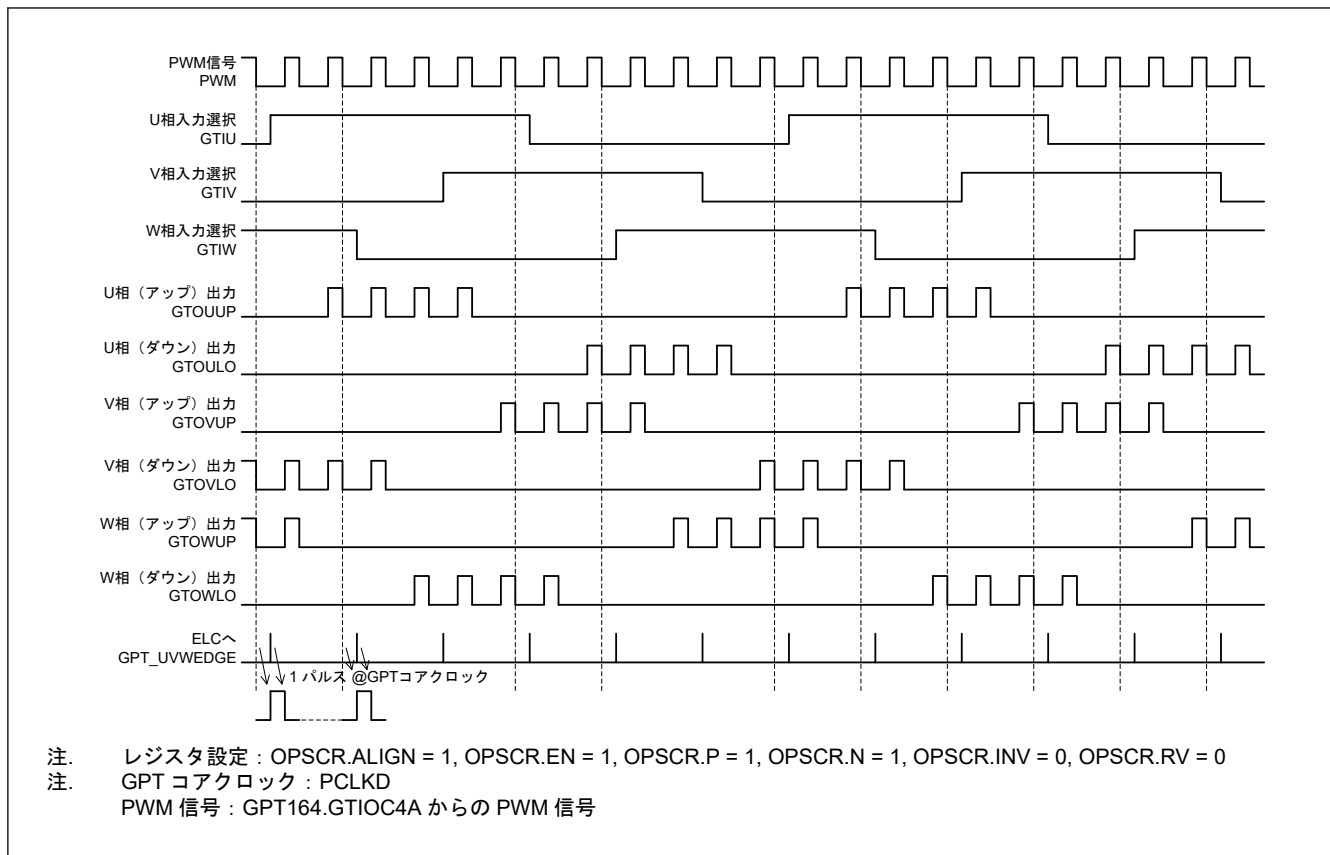 PWM信号
PWM
U相入力選択
GTIU
V相入力選択
GTIV
W相入力選択
GTIW
U相（アップ）出力
GTOUUP
U相（ダウン）出力
GTOULO
V相（アップ）出力
GTOVUP
V相（ダウン）出力
GTOVLO
W相（アップ）出力
GTOWUP
W相（ダウン）出力
GTOWLO
ELCへ
GPT_UVWEDGE
1 パルス @GPTコアクロック
注. レジスタ設定：OPSCR.ALIGN = 1, OPSCR.EN = 1, OPSCR.P = 1, OPSCR.N = 1, OPSCR.INV = 0, OPSCR.RV = 0
注. GPT コアクロック：PCLKD
PWM 信号：GPT164.GTIOC4A からの PWM 信号